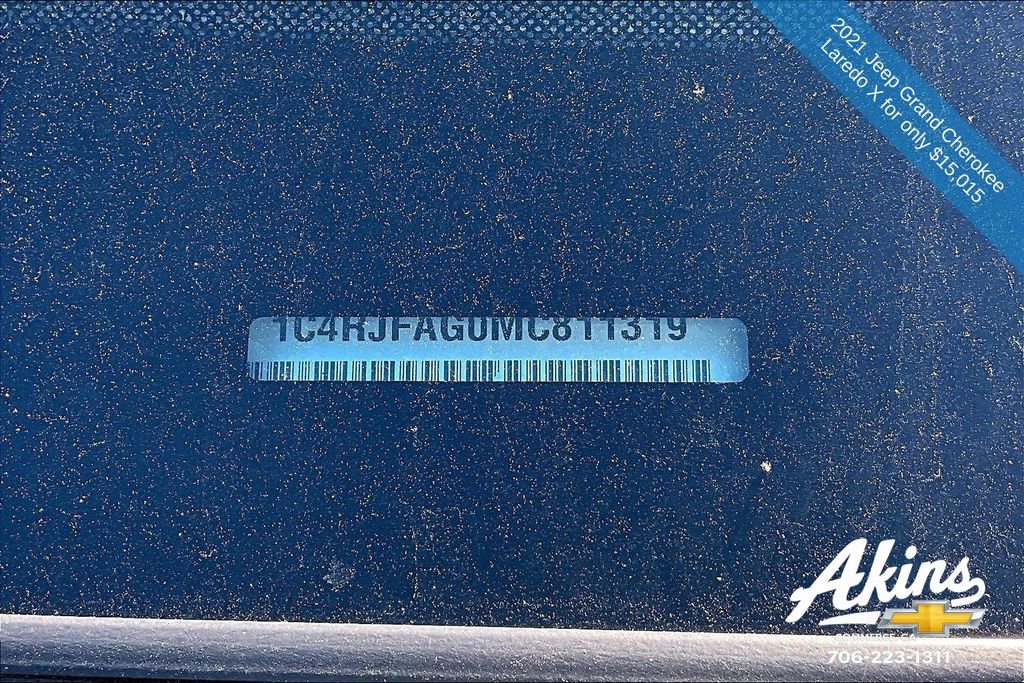 2021 Jeep Grand Cherokee
Laredo X for only $15,015
1C4RJFAG0MC811319
Akins
706-223-1311